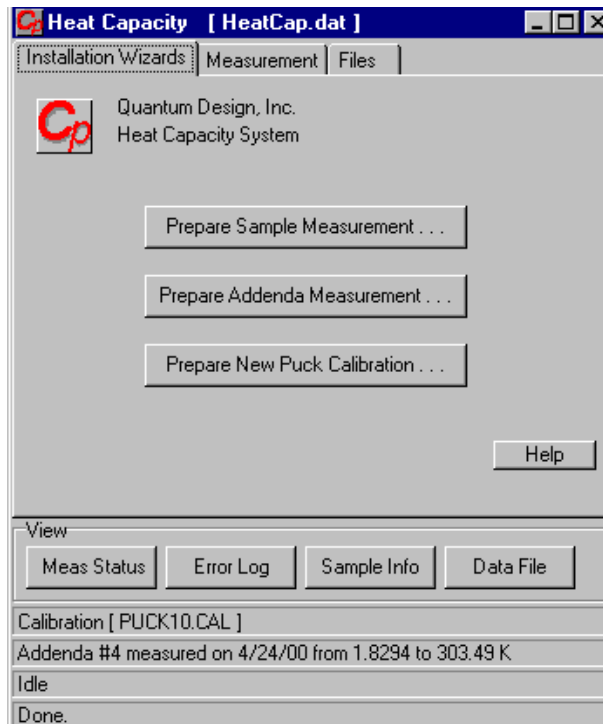 Cp Heat Capacity [ HeatCap.dat ]
Installation Wizards Measurement Files
Cp
Quantum Design, Inc.
Heat Capacity System
Prepare Sample Measurement . . .
Prepare Addenda Measurement . . .
Prepare New Puck Calibration . . .
Help
View
Meas Status Error Log Sample Info Data File
Calibration [ PUCK10.CAL ]
Addenda #4 measured on 4/24/00 from 1.8294 to 303.49 K
Idle
Done.